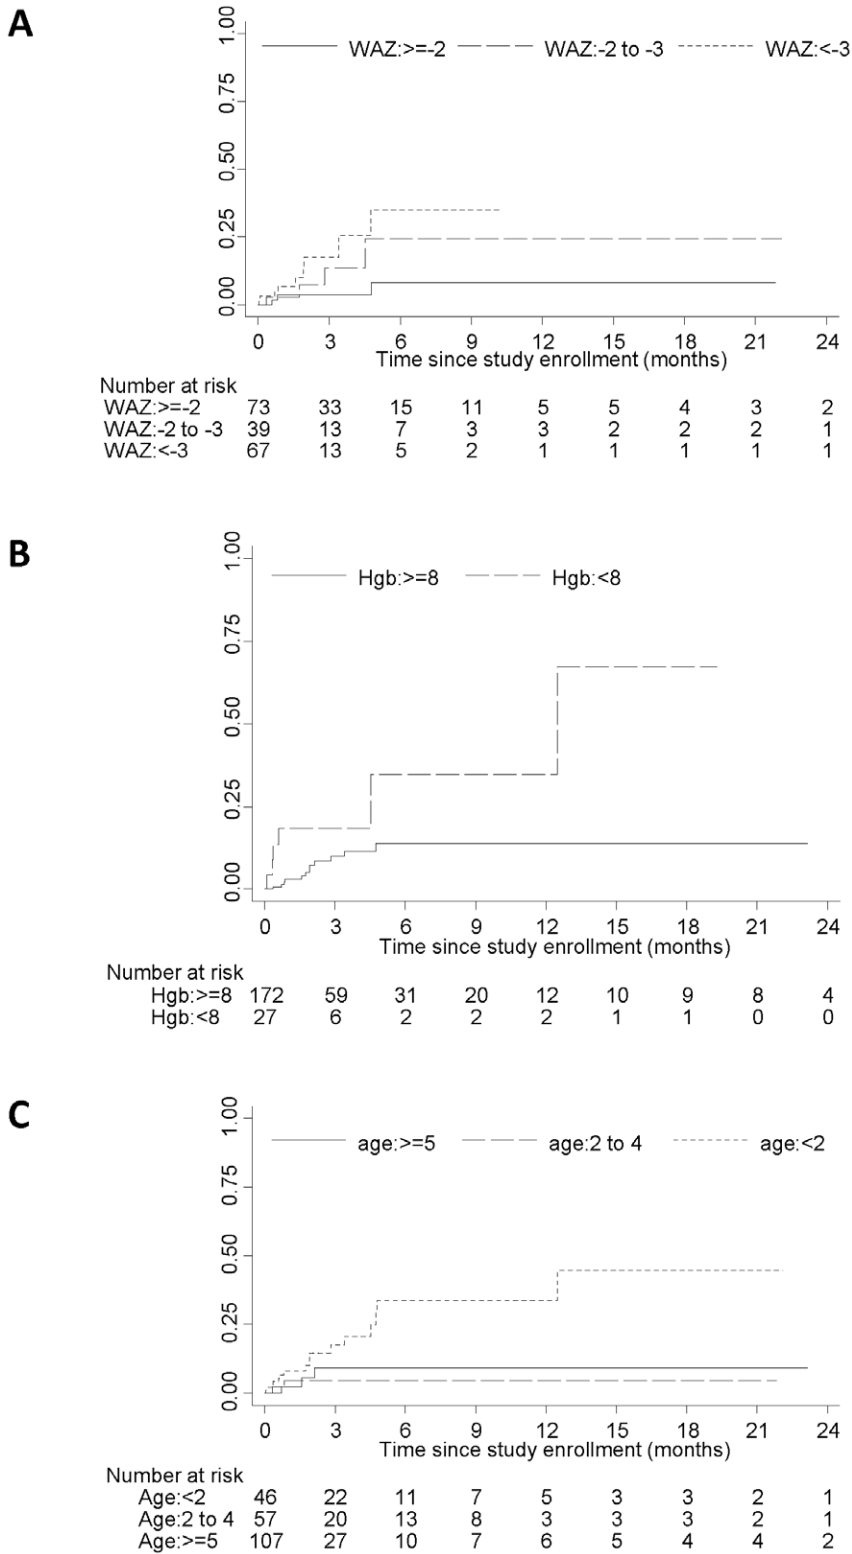 A
1.00
0.75
0.50
0.25
0.00
WAZ:>=-2 WAZ:-2 to -3 WAZ:<-3
0 3 6 9 12 15 18 21 24
Time since study enrollment (months)
Number at risk
WAZ:>=-2 73 33 15 11 5 5 4 3 2
WAZ:-2 to -3 39 13 7 3 3 2 2 2 1
WAZ:<-3 67 13 5 2 1 1 1 1 1
B
1.00
0.75
0.50
0.25
0.00
Hgb:>=8 Hgb:<8
0 3 6 9 12 15 18 21 24
Time since study enrollment (months)
Number at risk
Hgb:>=8 172 59 31 20 12 10 9 8 4
Hgb:<8 27 6 2 2 2 1 1 0 0
C
1.00
0.75
0.50
0.25
0.00
age:>=5 age:2 to 4 age:<2
0 3 6 9 12 15 18 21 24
Time since study enrollment (months)
Number at risk
Age:<2 46 22 11 7 5 3 3 2 1
Age:2 to 4 57 20 13 8 3 3 3 2 1
Age:>=5 107 27 10 7 6 5 4 4 2